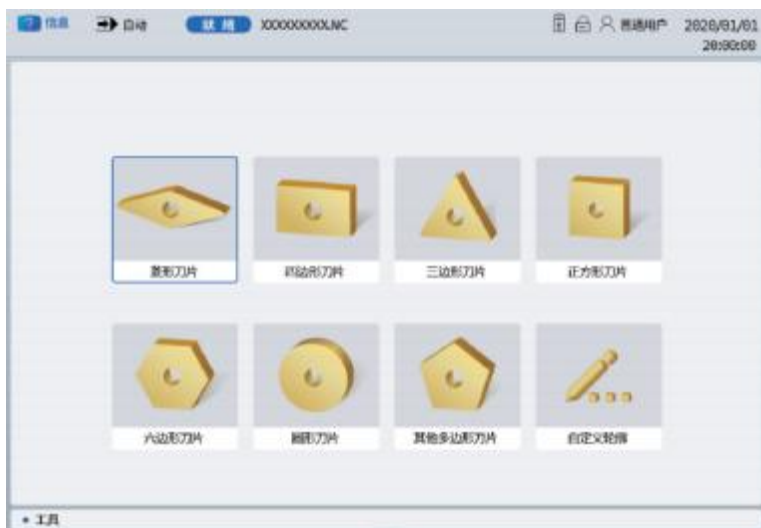 信息 自动 就绪 XXXXXXXXX.NC 普通用户 2020/01/01
20:00:00
菱形刀片 四边形刀片 三边形刀片 正方形刀片
六边形刀片 圆形刀片 其他多边形刀片 自定义轮廓
• 工具